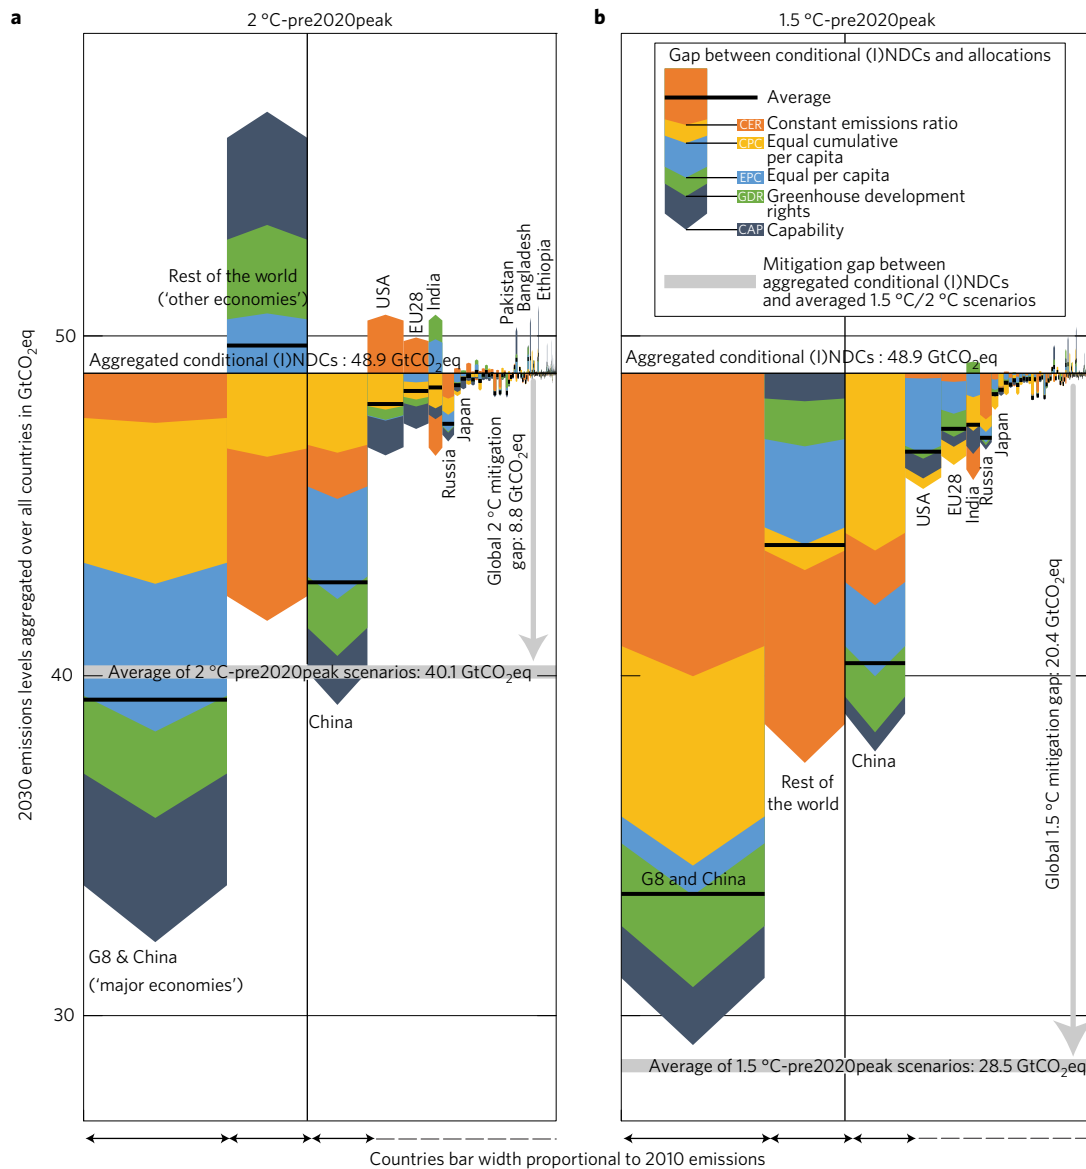 a
2 °C-pre2020peak
b
1.5 °C-pre2020peak
2030 emissions levels aggregated over all countries in GtCO2eq
50
40
30
Rest of the world
(‘other economies’)
USA
EU28
India
Pakistan
Bangladesh
Ethiopia
Aggregated conditional (I)NDCs : 48.9 GtCO2eq
Russia
Japan
Global 2 °C mitigation
gap: 8.8 GtCO2eq
Average of 2 °C-pre2020peak scenarios: 40.1 GtCO2eq
China
G8 & China
(‘major economies’)
Gap between conditional (I)NDCs and allocations
Average
CER Constant emissions ratio
CPC Equal cumulative
per capita
EPC Equal per capita
GDR Greenhouse development
rights
CAP Capability
Mitigation gap between
aggregated conditional (I)NDCs
and averaged 1.5 °C/2 °C scenarios
Aggregated conditional (I)NDCs : 48.9 GtCO2eq
USA
EU28
India
Russia
Japan
China
Rest of
the world
G8 and China
Global 1.5 °C mitigation gap: 20.4 GtCO2eq
Average of 1.5 °C-pre2020peak scenarios: 28.5 GtCO2eq
Countries bar width proportional to 2010 emissions